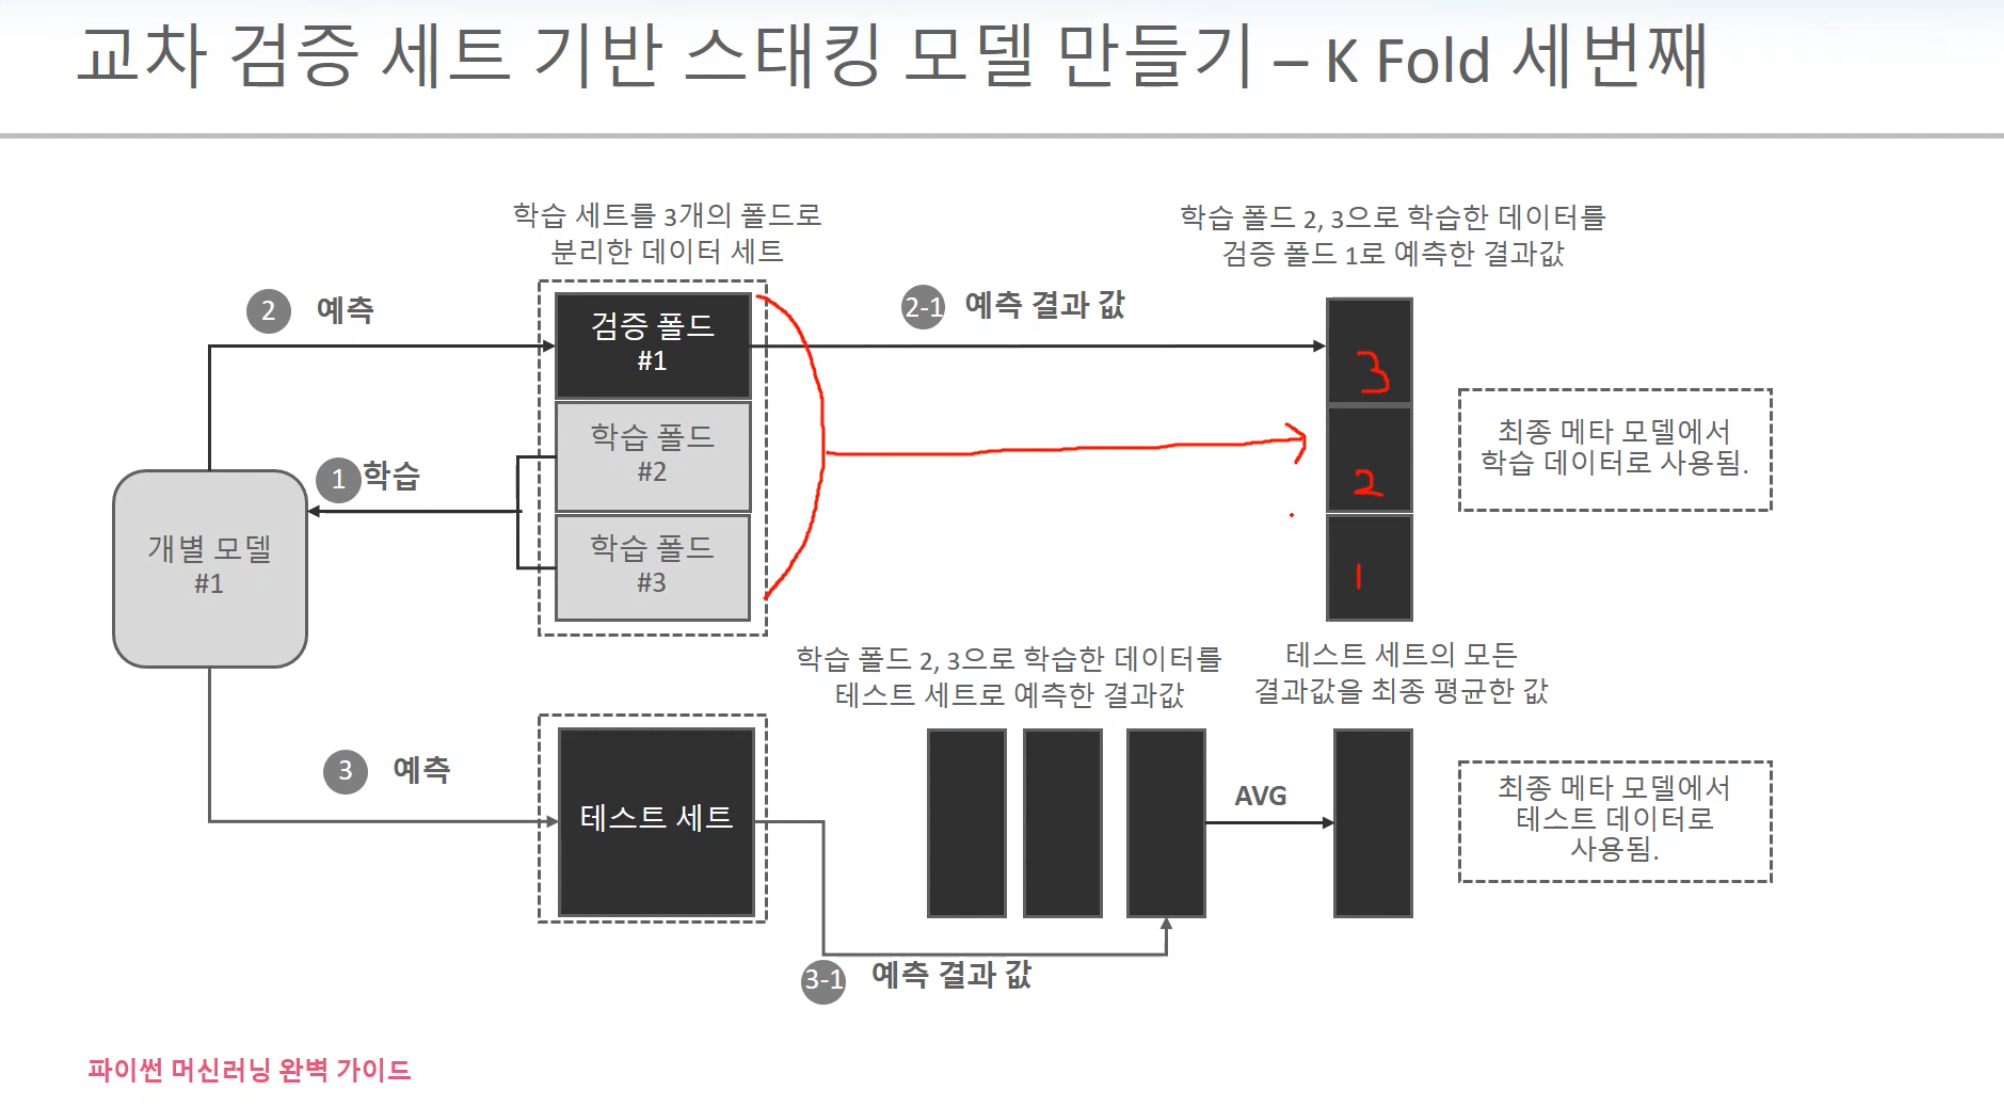 교차 검증 세트 기반 스태킹 모델 만들기 – K Fold 세번째
학습 세트를 3개의 폴드로
분리한 데이터 세트
학습 폴드 2, 3으로 학습한 데이터를
검증 폴드 1로 예측한 결과값
2 예측
검증 폴드
#1
2-1 예측 결과 값
3
학습 폴드
#2
2
최종 메타 모델에서
학습 데이터로 사용됨.
1 학습
학습 폴드
#3
1
개별 모델
#1
학습 폴드 2, 3으로 학습한 데이터를
테스트 세트로 예측한 결과값
테스트 세트의 모든
결과값을 최종 평균한 값
3 예측
테스트 세트
AVG
최종 메타 모델에서
테스트 데이터로
사용됨.
3-1 예측 결과 값
파이썬 머신러닝 완벽 가이드